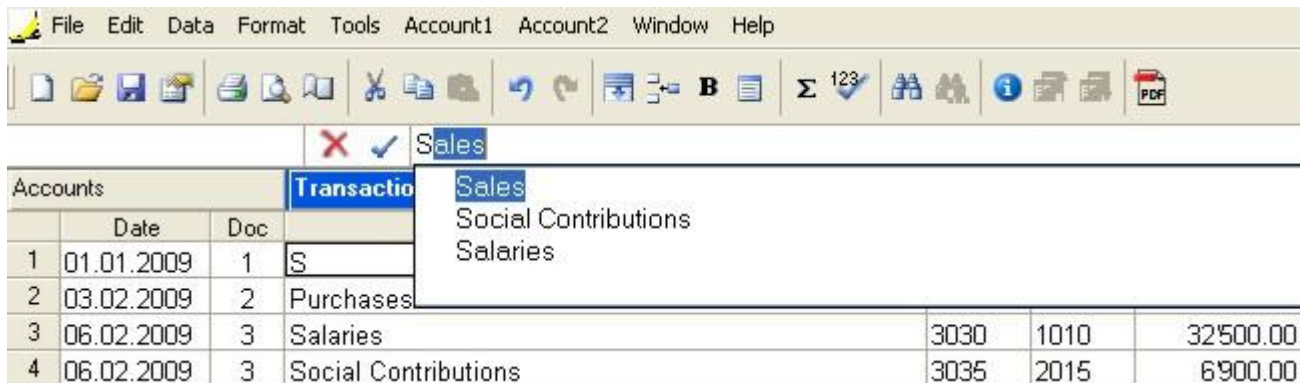 File Edit Data Format Tools Account1 Account2 Window Help
B Σ 123 PDF
Sales
Accounts Transactio Sales
Social Contributions
Salaries
Date Doc
1 01.01.2009 1 S
2 03.02.2009 2 Purchases
3 06.02.2009 3 Salaries 3030 1010 32'500.00
4 06.02.2009 3 Social Contributions 3035 2015 6'900.00